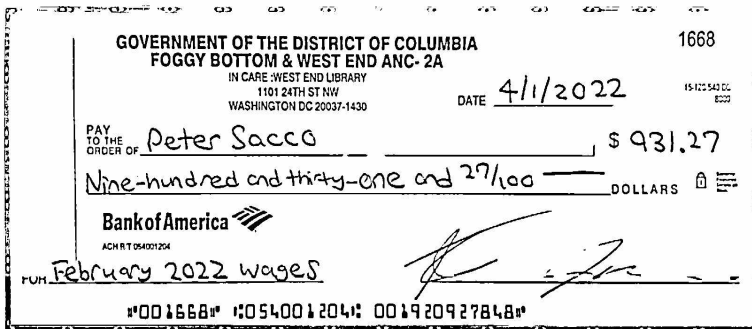 GOVERNMENT OF THE DISTRICT OF COLUMBIA 1668
FOGGY BOTTOM & WEST END ANC- 2A
IN CARE :WEST END LIBRARY
1101 24TH ST NW
WASHINGTON DC 20037-1430
DATE 4/1/2022
PAY
TO THE
ORDER OF Peter Sacco $ 931.27
Nine-hundred and thirty-one and 27/100 DOLLARS
Bank of America
ACH R/T 054001204
FOR February 2022 wages
⑈001668⑈ ⑆054001204⑆ 001920927848⑈